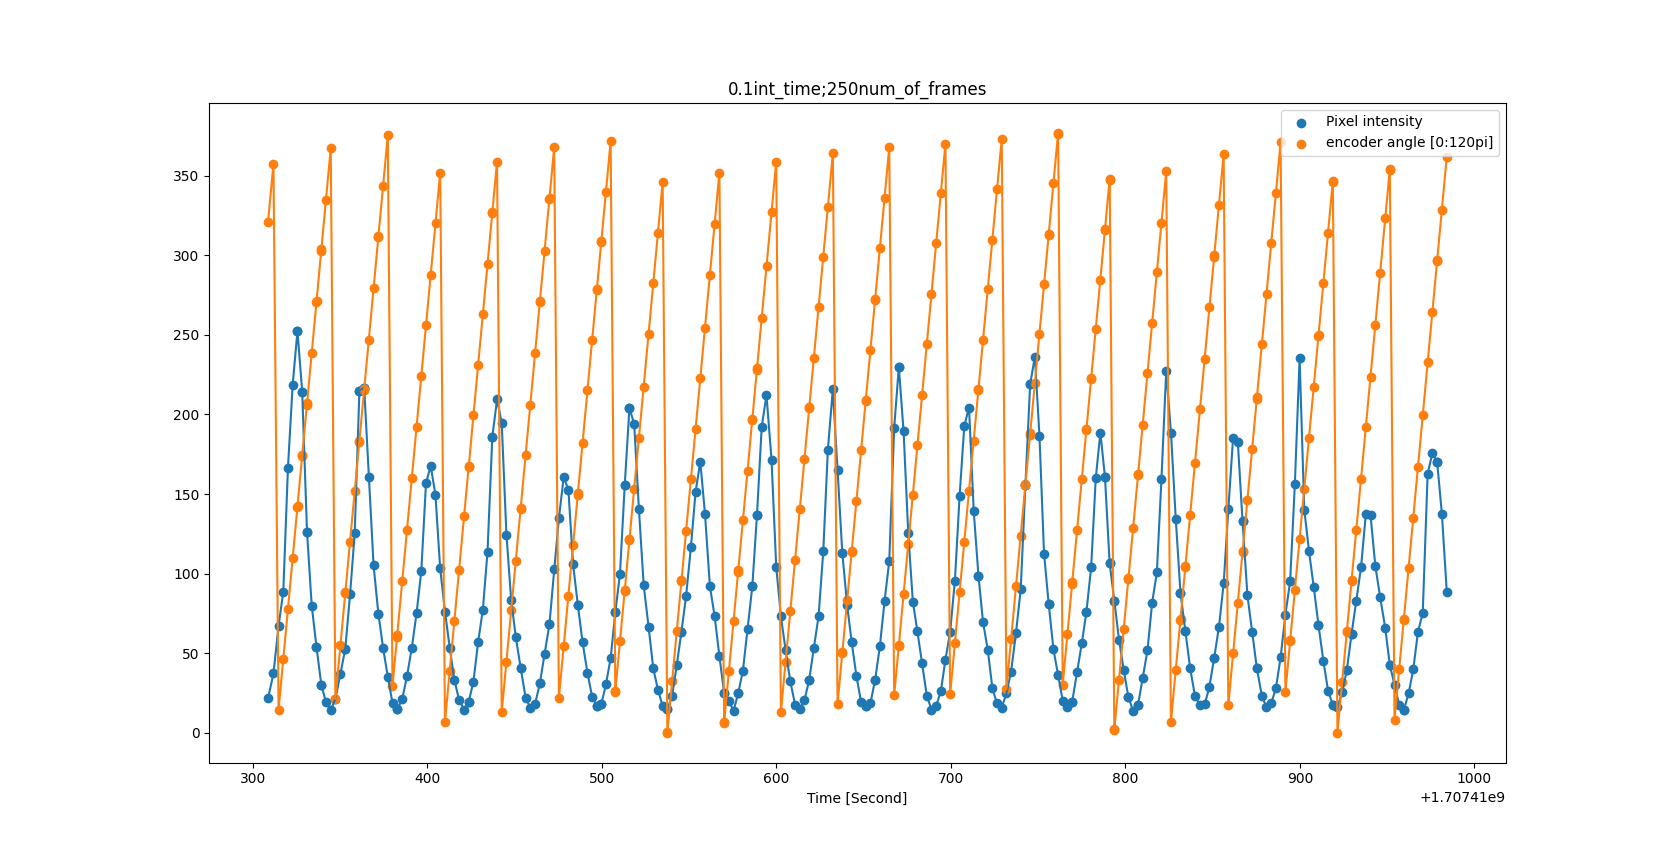 0.1int_time;250num_of_frames
Pixel intensity
encoder angle [0:120pi]
350
300
250
200
150
100
50
0
300 400 500 600 700 800 900 1000
Time [Second]
+1.70741e9